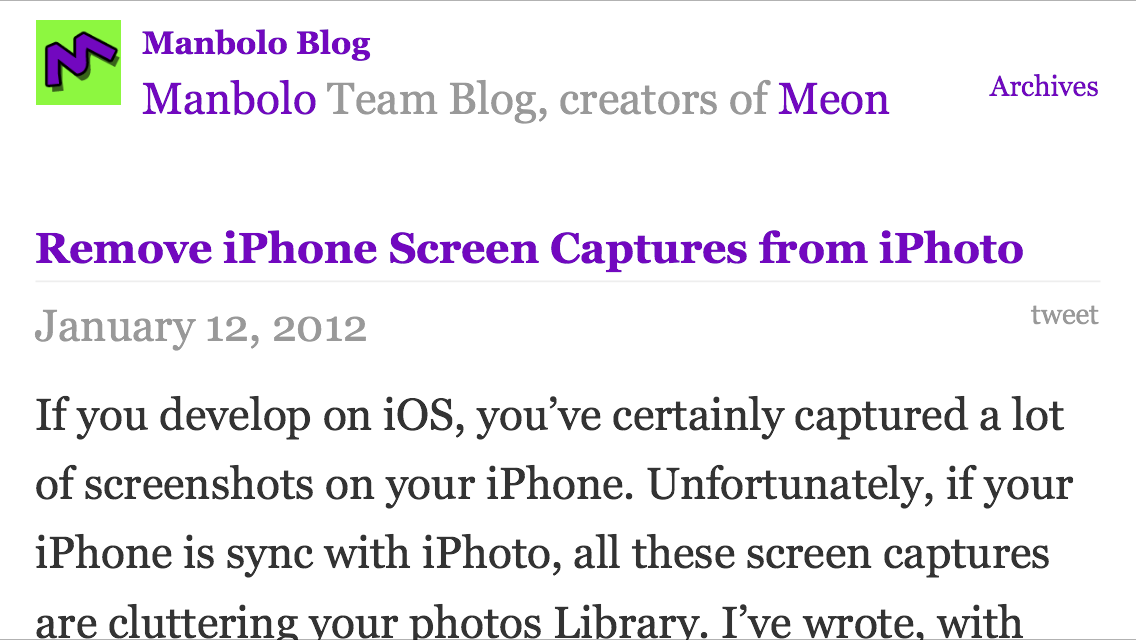 Manbolo Blog
Manbolo Team Blog, creators of Meon
Archives
Remove iPhone Screen Captures from iPhoto
January 12, 2012
tweet
If you develop on iOS, you’ve certainly captured a lot
of screenshots on your iPhone. Unfortunately, if your
iPhone is sync with iPhoto, all these screen captures
are cluttering your photos Library. I’ve wrote, with